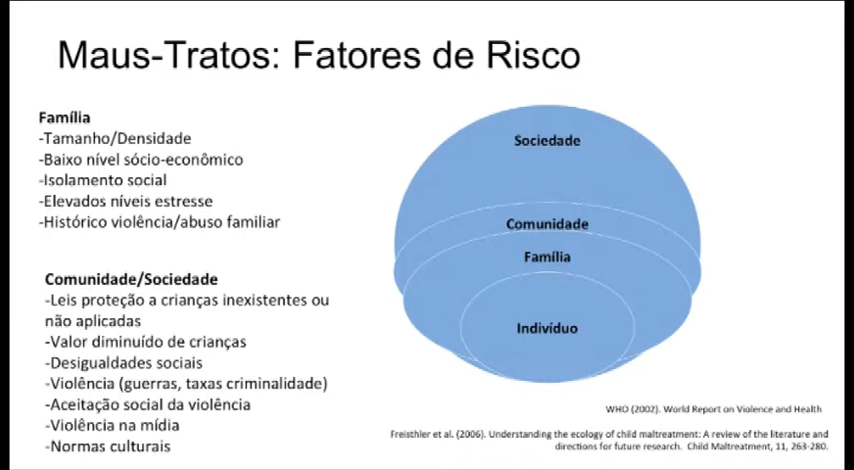 Maus-Tratos: Fatores de Risco
Família
-Tamanho/Densidade
-Baixo nível sócio-econômico
-Isolamento social
-Elevados níveis estresse
-Histórico violência/abuso familiar
Comunidade/Sociedade
-Leis proteção a crianças inexistentes ou
não aplicadas
-Valor diminuído de crianças
-Desigualdades sociais
-Violência (guerras, taxas criminalidade)
-Aceitação social da violência
-Violência na mídia
-Normas culturais
Sociedade
Comunidade
Família
Indivíduo
WHO (2002). World Report on Violence and Health
Freisthler et al. (2006). Understanding the ecology of child maltreatment: A review of the literature and
directions for future research. Child Maltreatment, 11, 263-280.